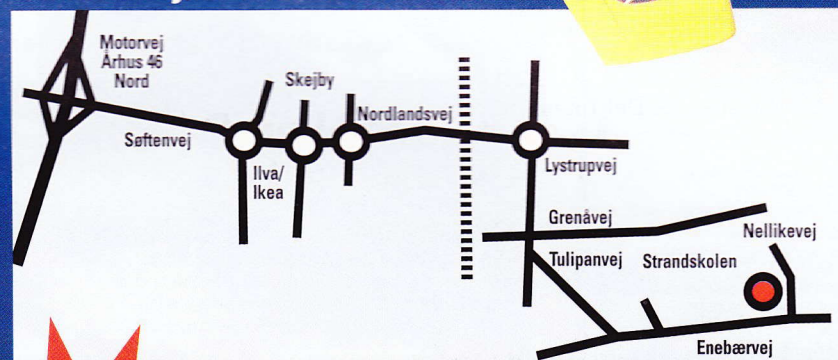 Motorvej
Århus 46
Nord
Skejby
Nordlandsvej
Søftenvej
Ilva/
Ikea
Lystrupvej
Grenåvej
Nellikevej
Tulipanvej
Strandskolen
Enebærvej